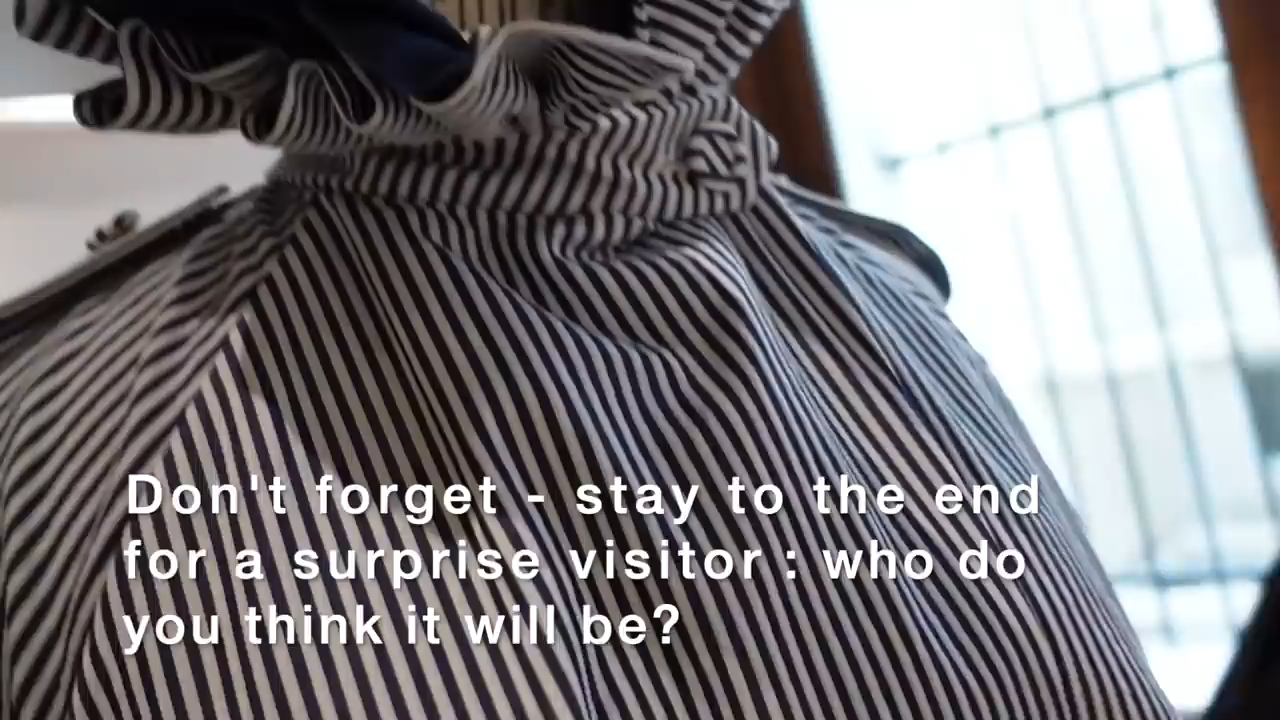 Don't forget - stay to the end
for a surprise visitor : who do
you think it will be?